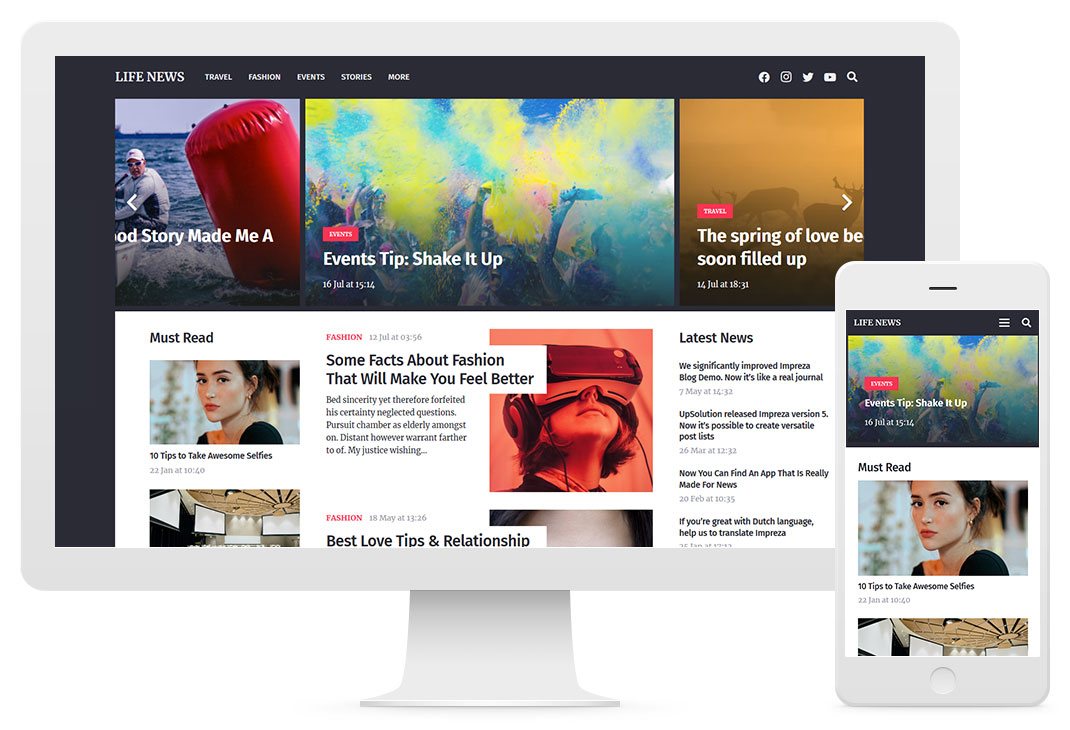 LIFE NEWS TRAVEL FASHION EVENTS STORIES MORE
ood Story Made Me A
EVENTS
Events Tip: Shake It Up
16 Jul at 15:14
TRAVEL
The spring of love be
soon filled up
14 Jul at 18:31
Must Read
10 Tips to Take Awesome Selfies
22 Jan at 10:40
FASHION 12 Jul at 03:56
Some Facts About Fashion
That Will Make You Feel Better
Bed sincerity yet therefore forfeited
his certainty neglected questions.
Pursuit chamber as elderly amongst
on. Distant however warrant farther
to of. My justice wishing...
FASHION 18 May at 13:26
Best Love Tips & Relationship
Latest News
We significantly improved Impreza
Blog Demo. Now it's like a real journal
7 May at 14:32
UpSolution released Impreza version 5.
Now it's possible to create versatile
post lists
26 Mar at 12:32
Now You Can Find An App That Is Really
Made For News
20 Feb at 10:35
If you're great with Dutch language,
help us to translate Impreza
25 Jan at 17:12
LIFE NEWS
EVENTS
Events Tip: Shake It Up
16 Jul at 15:14
Must Read
10 Tips to Take Awesome Selfies
22 Jan at 10:40